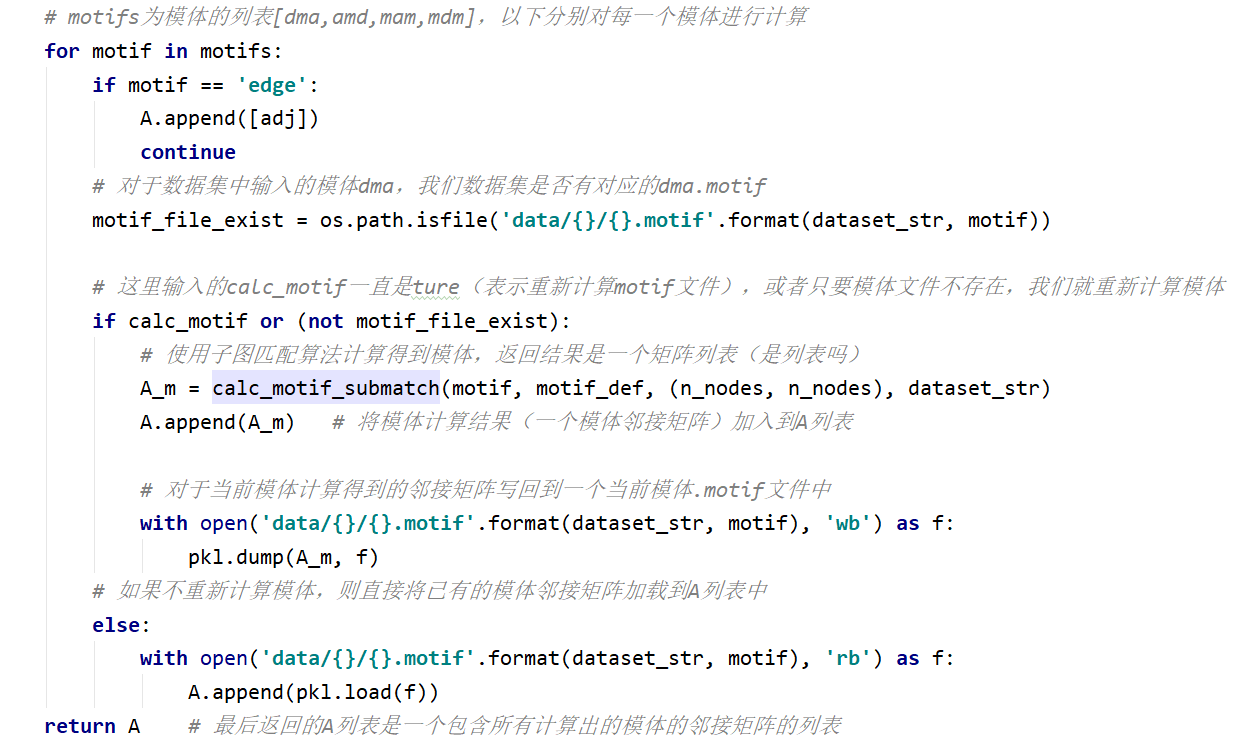 # motifs为模体的列表[dma,amd,mam,mdm]，以下分别对每一个模体进行计算
for motif in motifs:
if motif == 'edge':
A.append([adj])
continue
# 对于数据集中输入的模体dma，我们数据集是否有对应的dma.motif
motif_file_exist = os.path.isfile('data/{}/{}.motif'.format(dataset_str, motif))
# 这里输入的calc_motif一直是ture（表示重新计算motif文件），或者只要模体文件不存在，我们就重新计算模体
if calc_motif or (not motif_file_exist):
# 使用子图匹配算法计算得到模体，返回结果是一个矩阵列表（是列表吗）
A_m = calc_motif_submatch(motif, motif_def, (n_nodes, n_nodes), dataset_str)
A.append(A_m)   # 将模体计算结果（一个模体邻接矩阵）加入到A列表
# 对于当前模体计算得到的邻接矩阵写回到一个当前模体.motif文件中
with open('data/{}/{}.motif'.format(dataset_str, motif), 'wb') as f:
pkl.dump(A_m, f)
# 如果不重新计算模体，则直接将已有的模体邻接矩阵加载到A列表中
else:
with open('data/{}/{}.motif'.format(dataset_str, motif), 'rb') as f:
A.append(pkl.load(f))
return A    # 最后返回的A列表是一个包含所有计算出的模体的邻接矩阵的列表